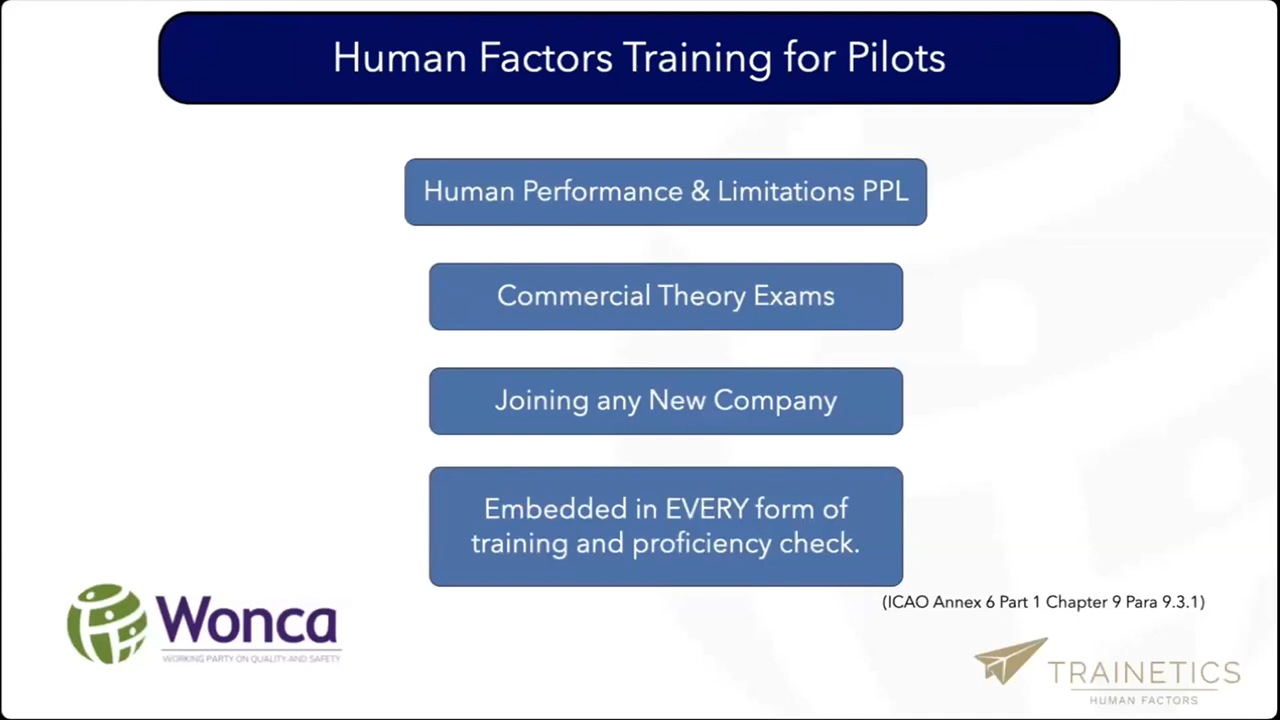 Human Factors Training for Pilots
Human Performance & Limitations PPL
Commercial Theory Exams
Joining any New Company
Embedded in EVERY form of
training and proficiency check.
(ICAO Annex 6 Part 1 Chapter 9 Para 9.3.1)
Wonca
WORKING PARTY ON QUALITY AND SAFETY
TRAINETICS
HUMAN FACTORS